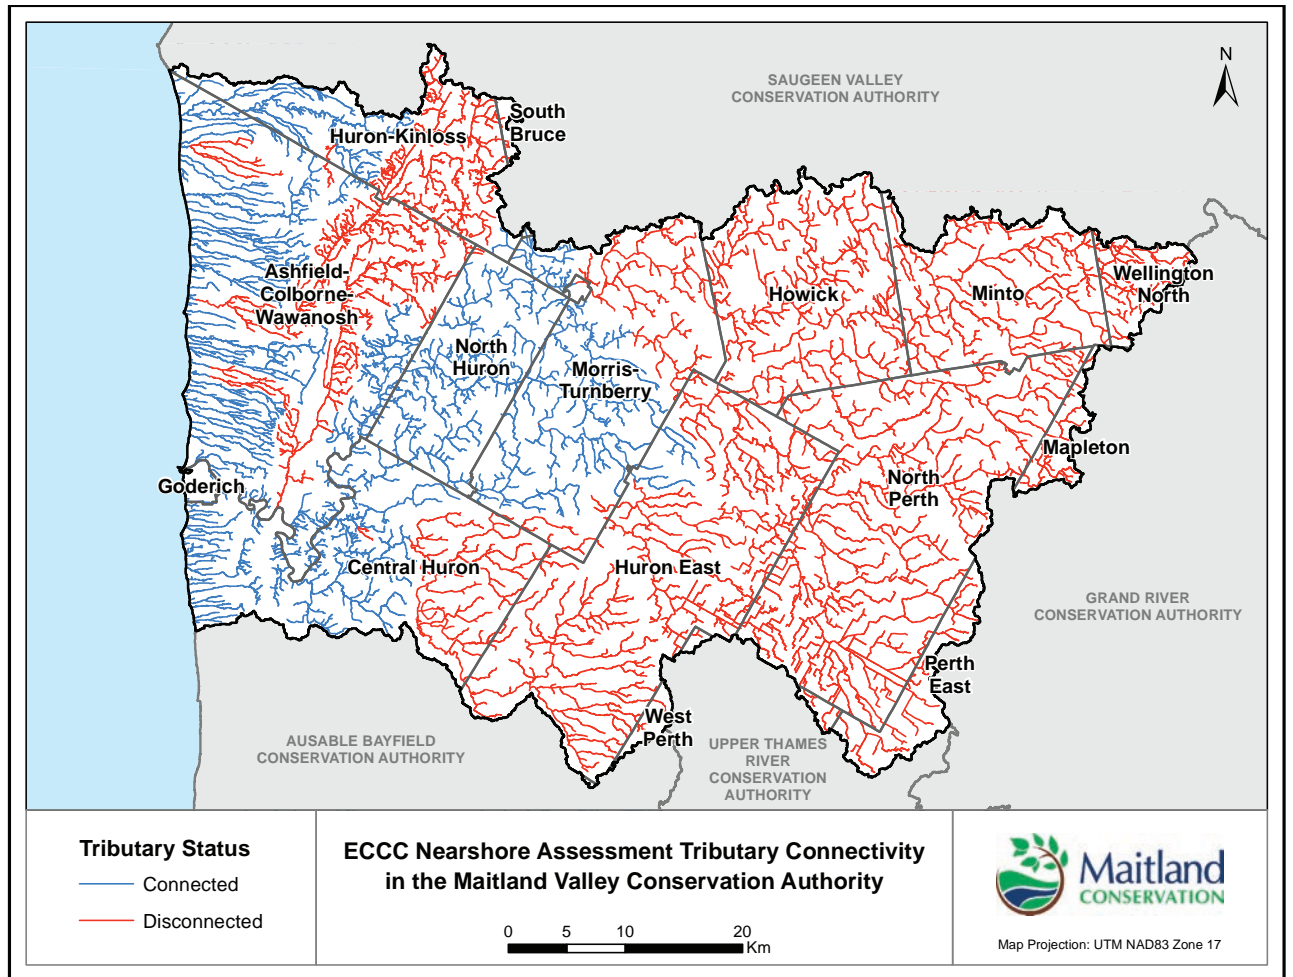 N
SAUGEEN VALLEY
CONSERVATION AUTHORITY
South
Bruce
Huron-Kinloss
Ashfield-
Colborne-
Wawanosh
Howick
Minto
Wellington
North
North
Huron
Morris-
Turnberry
Mapleton
North
Perth
Goderich
Central Huron
Huron East
GRAND RIVER
CONSERVATION AUTHORITY
Perth
East
West
Perth
AUSABLE BAYFIELD
CONSERVATION AUTHORITY
UPPER THAMES
RIVER
CONSERVATION
AUTHORITY
Tributary Status
Connected
Disconnected
ECCC Nearshore Assessment Tributary Connectivity
in the Maitland Valley Conservation Authority
0 5 10 20
Km
Maitland
CONSERVATION
Map Projection: UTM NAD83 Zone 17